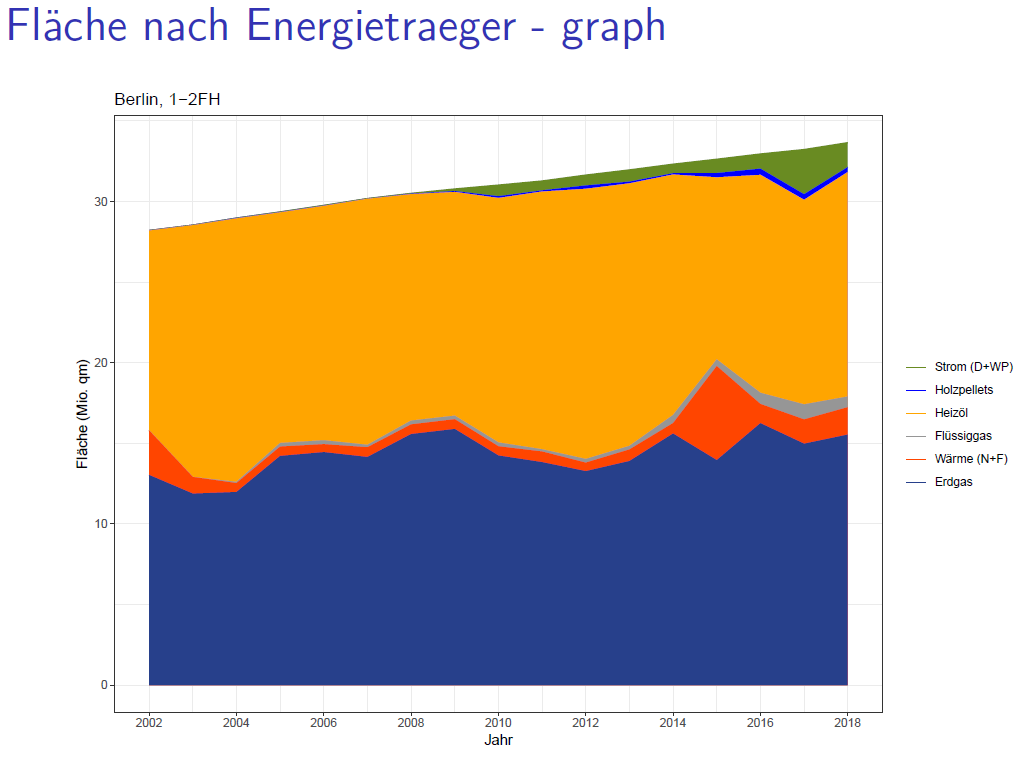 Fläche nach Energietraeger - graph
Berlin, 1−2FH
30
20
10
0
Fläche (Mio. qm)
2002 2004 2006 2008 2010 2012 2014 2016 2018
Jahr
Strom (D+WP)
Holzpellets
Heizöl
Flüssiggas
Wärme (N+F)
Erdgas